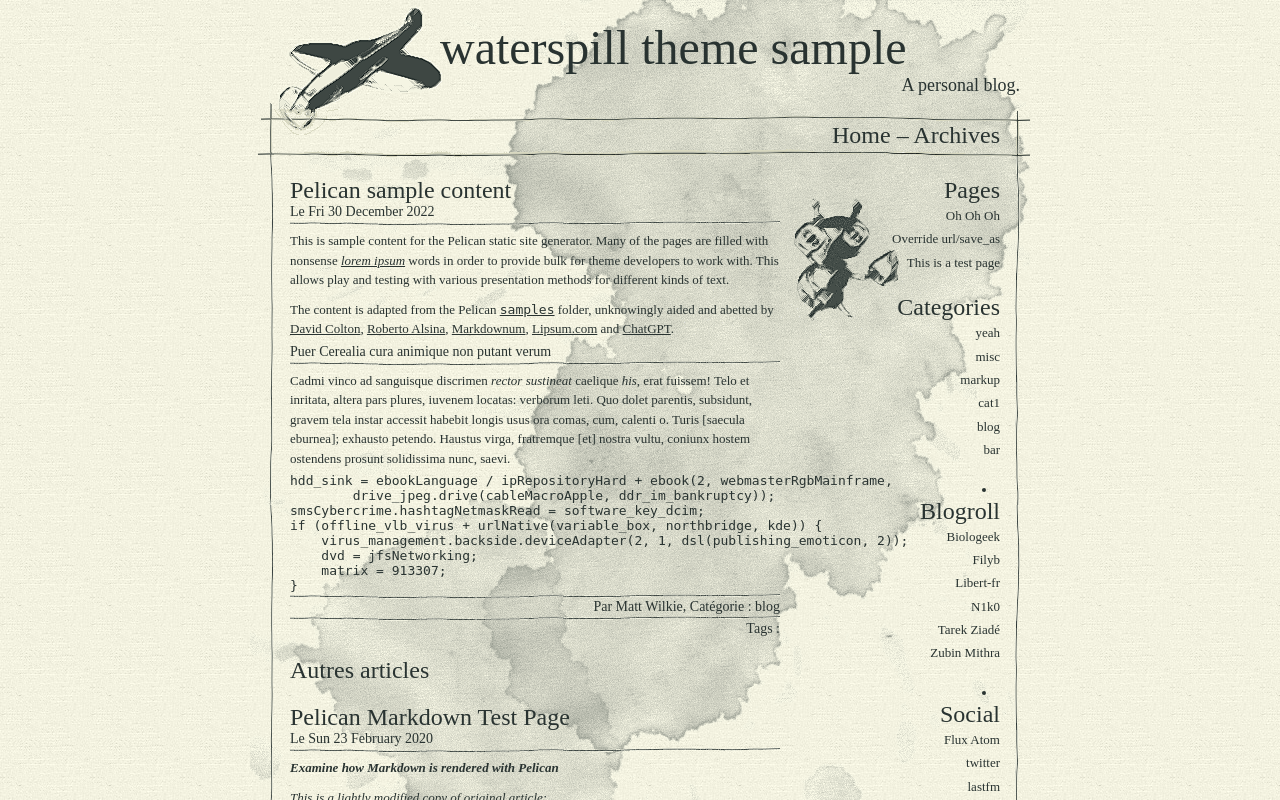 waterspill theme sample
A personal blog.
Home – Archives
Pelican sample content
Le Fri 30 December 2022
This is sample content for the Pelican static site generator. Many of the pages are filled with
nonsense lorem ipsum words in order to provide bulk for theme developers to work with. This
allows play and testing with various presentation methods for different kinds of text.
The content is adapted from the Pelican samples folder, unknowingly aided and abetted by
David Colton, Roberto Alsina, Markdownum, Lipsum.com and ChatGPT.
Puer Cerealia cura animique non putant verum
Cadmi vinco ad sanguisque discrimen rector sustineat caelique his, erat fuissem! Telo et
inritata, altera pars plures, iuvenem locatas: verborum leti. Quo dolet parentis, subsidunt,
gravem tela instar accessit habebit longis usus ora comas, cum, calenti o. Turis [saecula
eburnea]; exhausto petendo. Haustus virga, fratremque [et] nostra vultu, coniunx hostem
ostendens prosunt solidissima nunc, saevi.
hdd_sink = ebookLanguage / ipRepositoryHard + ebook(2, webmasterRgbMainframe,
        drive_jpeg.drive(cableMacroApple, ddr_im_bankruptcy));
smsCybercrime.hashtagNetmaskRead = software_key_dcim;
if (offline_vlb_virus + urlNative(variable_box, northbridge, kde)) {
    virus_management.backside.deviceAdapter(2, 1, dsl(publishing_emoticon, 2));
    dvd = jfsNetworking;
    matrix = 913307;
}
Par Matt Wilkie, Catégorie : blog
Tags :
Autres articles
Pelican Markdown Test Page
Le Sun 23 February 2020
Examine how Markdown is rendered with Pelican
This is a lightly modified copy of original article:
Pages
Oh Oh Oh
Override url/save_as
This is a test page
Categories
yeah
misc
markup
cat1
blog
bar
•
Blogroll
Biologeek
Filyb
Libert-fr
N1k0
Tarek Ziadé
Zubin Mithra
•
Social
Flux Atom
twitter
lastfm